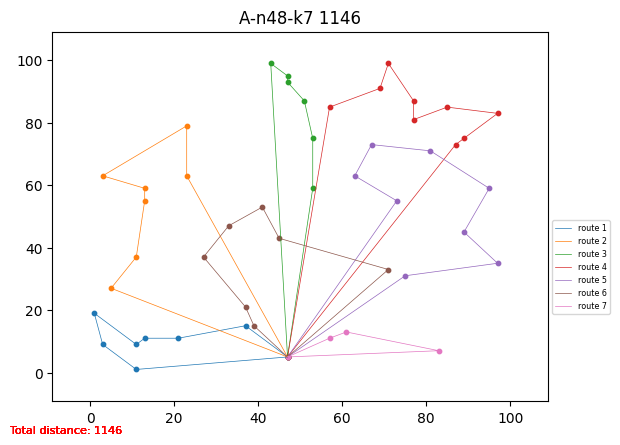 A-n48-k7 1146
100
80
60
40
20
0
0 20 40 60 80 100
route 1
route 2
route 3
route 4
route 5
route 6
route 7
Total distance: 1146